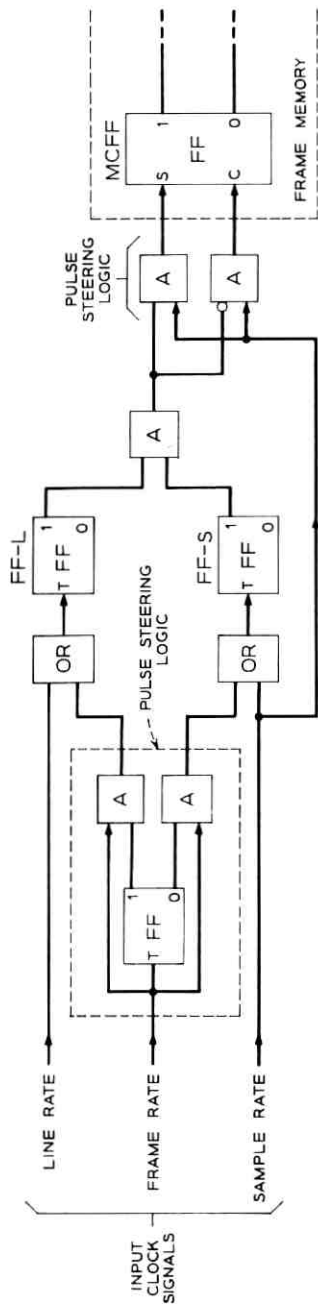 INPUT
CLOCK
SIGNALS
LINE RATE
FRAME RATE
SAMPLE RATE
T FF
1
0
A
A
PULSE STEERING
LOGIC
OR
OR
FF-L
T FF
1
0
FF-S
T FF
1
0
A
PULSE
STEERING
LOGIC
A
A
MCFF
S
C
FF
1
0
FRAME MEMORY